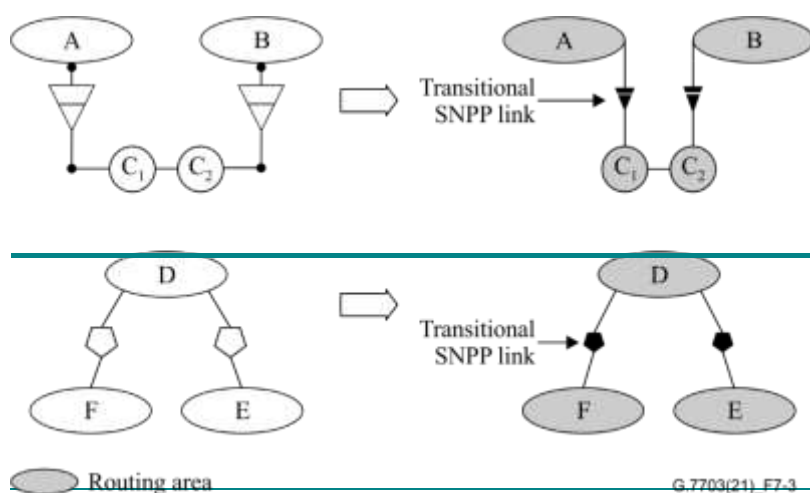 A
B
A
B
Transitional
SNPP link
C1
C2
C1
C2
D
D
Transitional
SNPP link
F
E
F
E
Routing area
G.7703(21)_F7-3